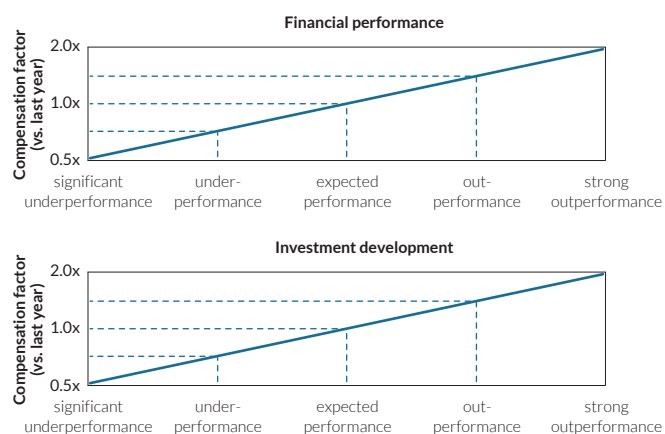 Financial performance
Compensation factor
(vs. last year)
2.0x
1.0x
0.5x
significant
underperformance
under-
performance
expected
performance
out-
performance
strong
outperformance
Investment development
Compensation factor
(vs. last year)
2.0x
1.0x
0.5x
significant
underperformance
under-
performance
expected
performance
out-
performance
strong
outperformance